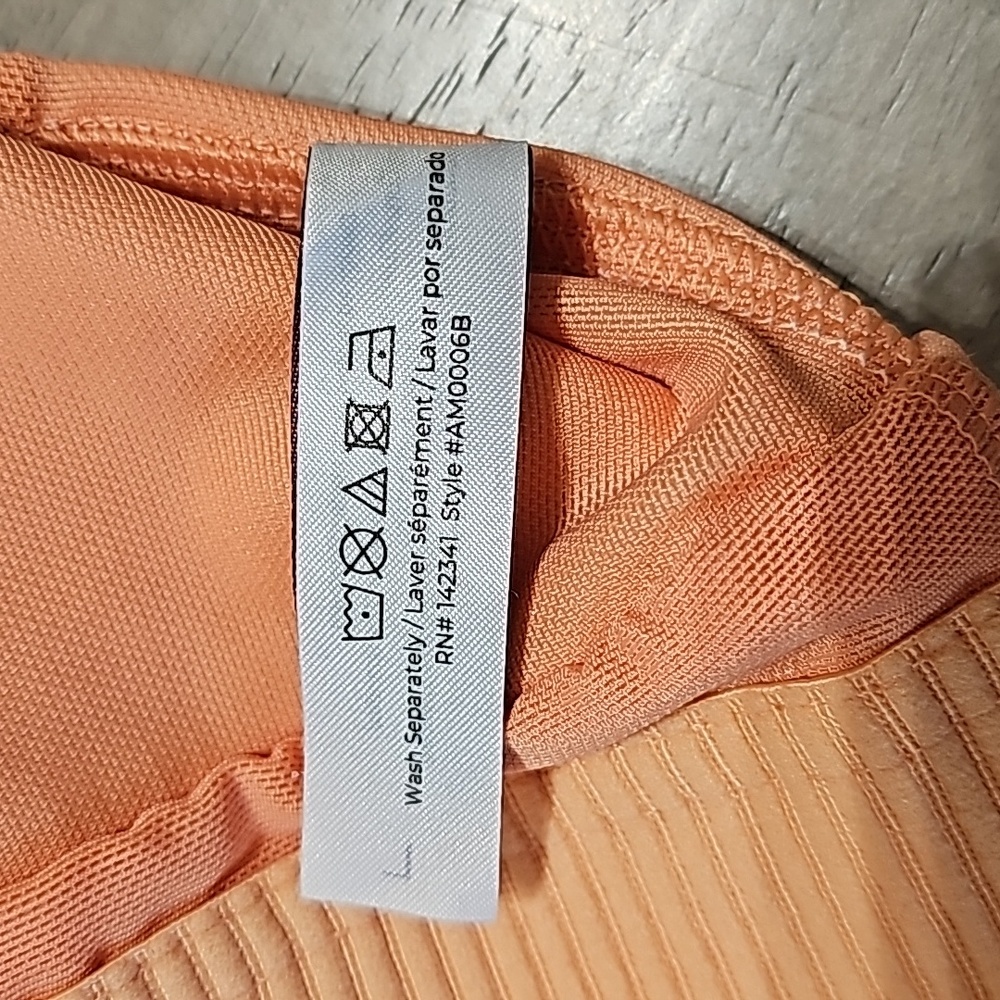 Wash Separately / Laver séparément / Lavar por separado
RN# 142341 Style #AM0006B